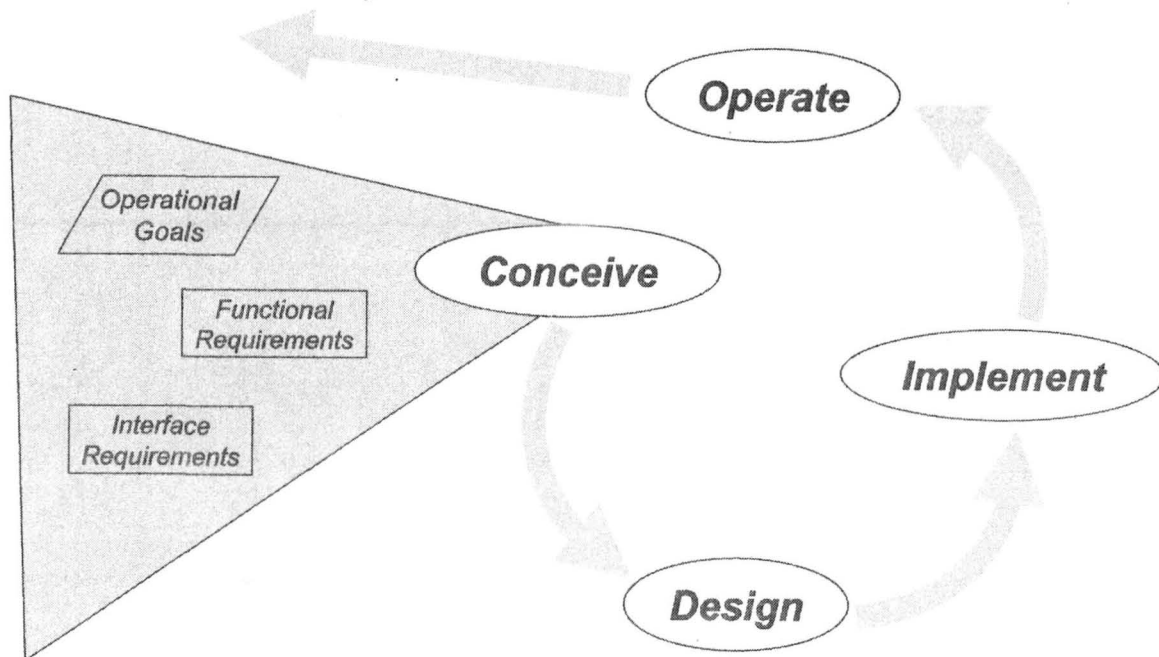 Operate
Operational
Goals
Conceive
Functional
Requirements
Implement
Interface
Requirements
Design